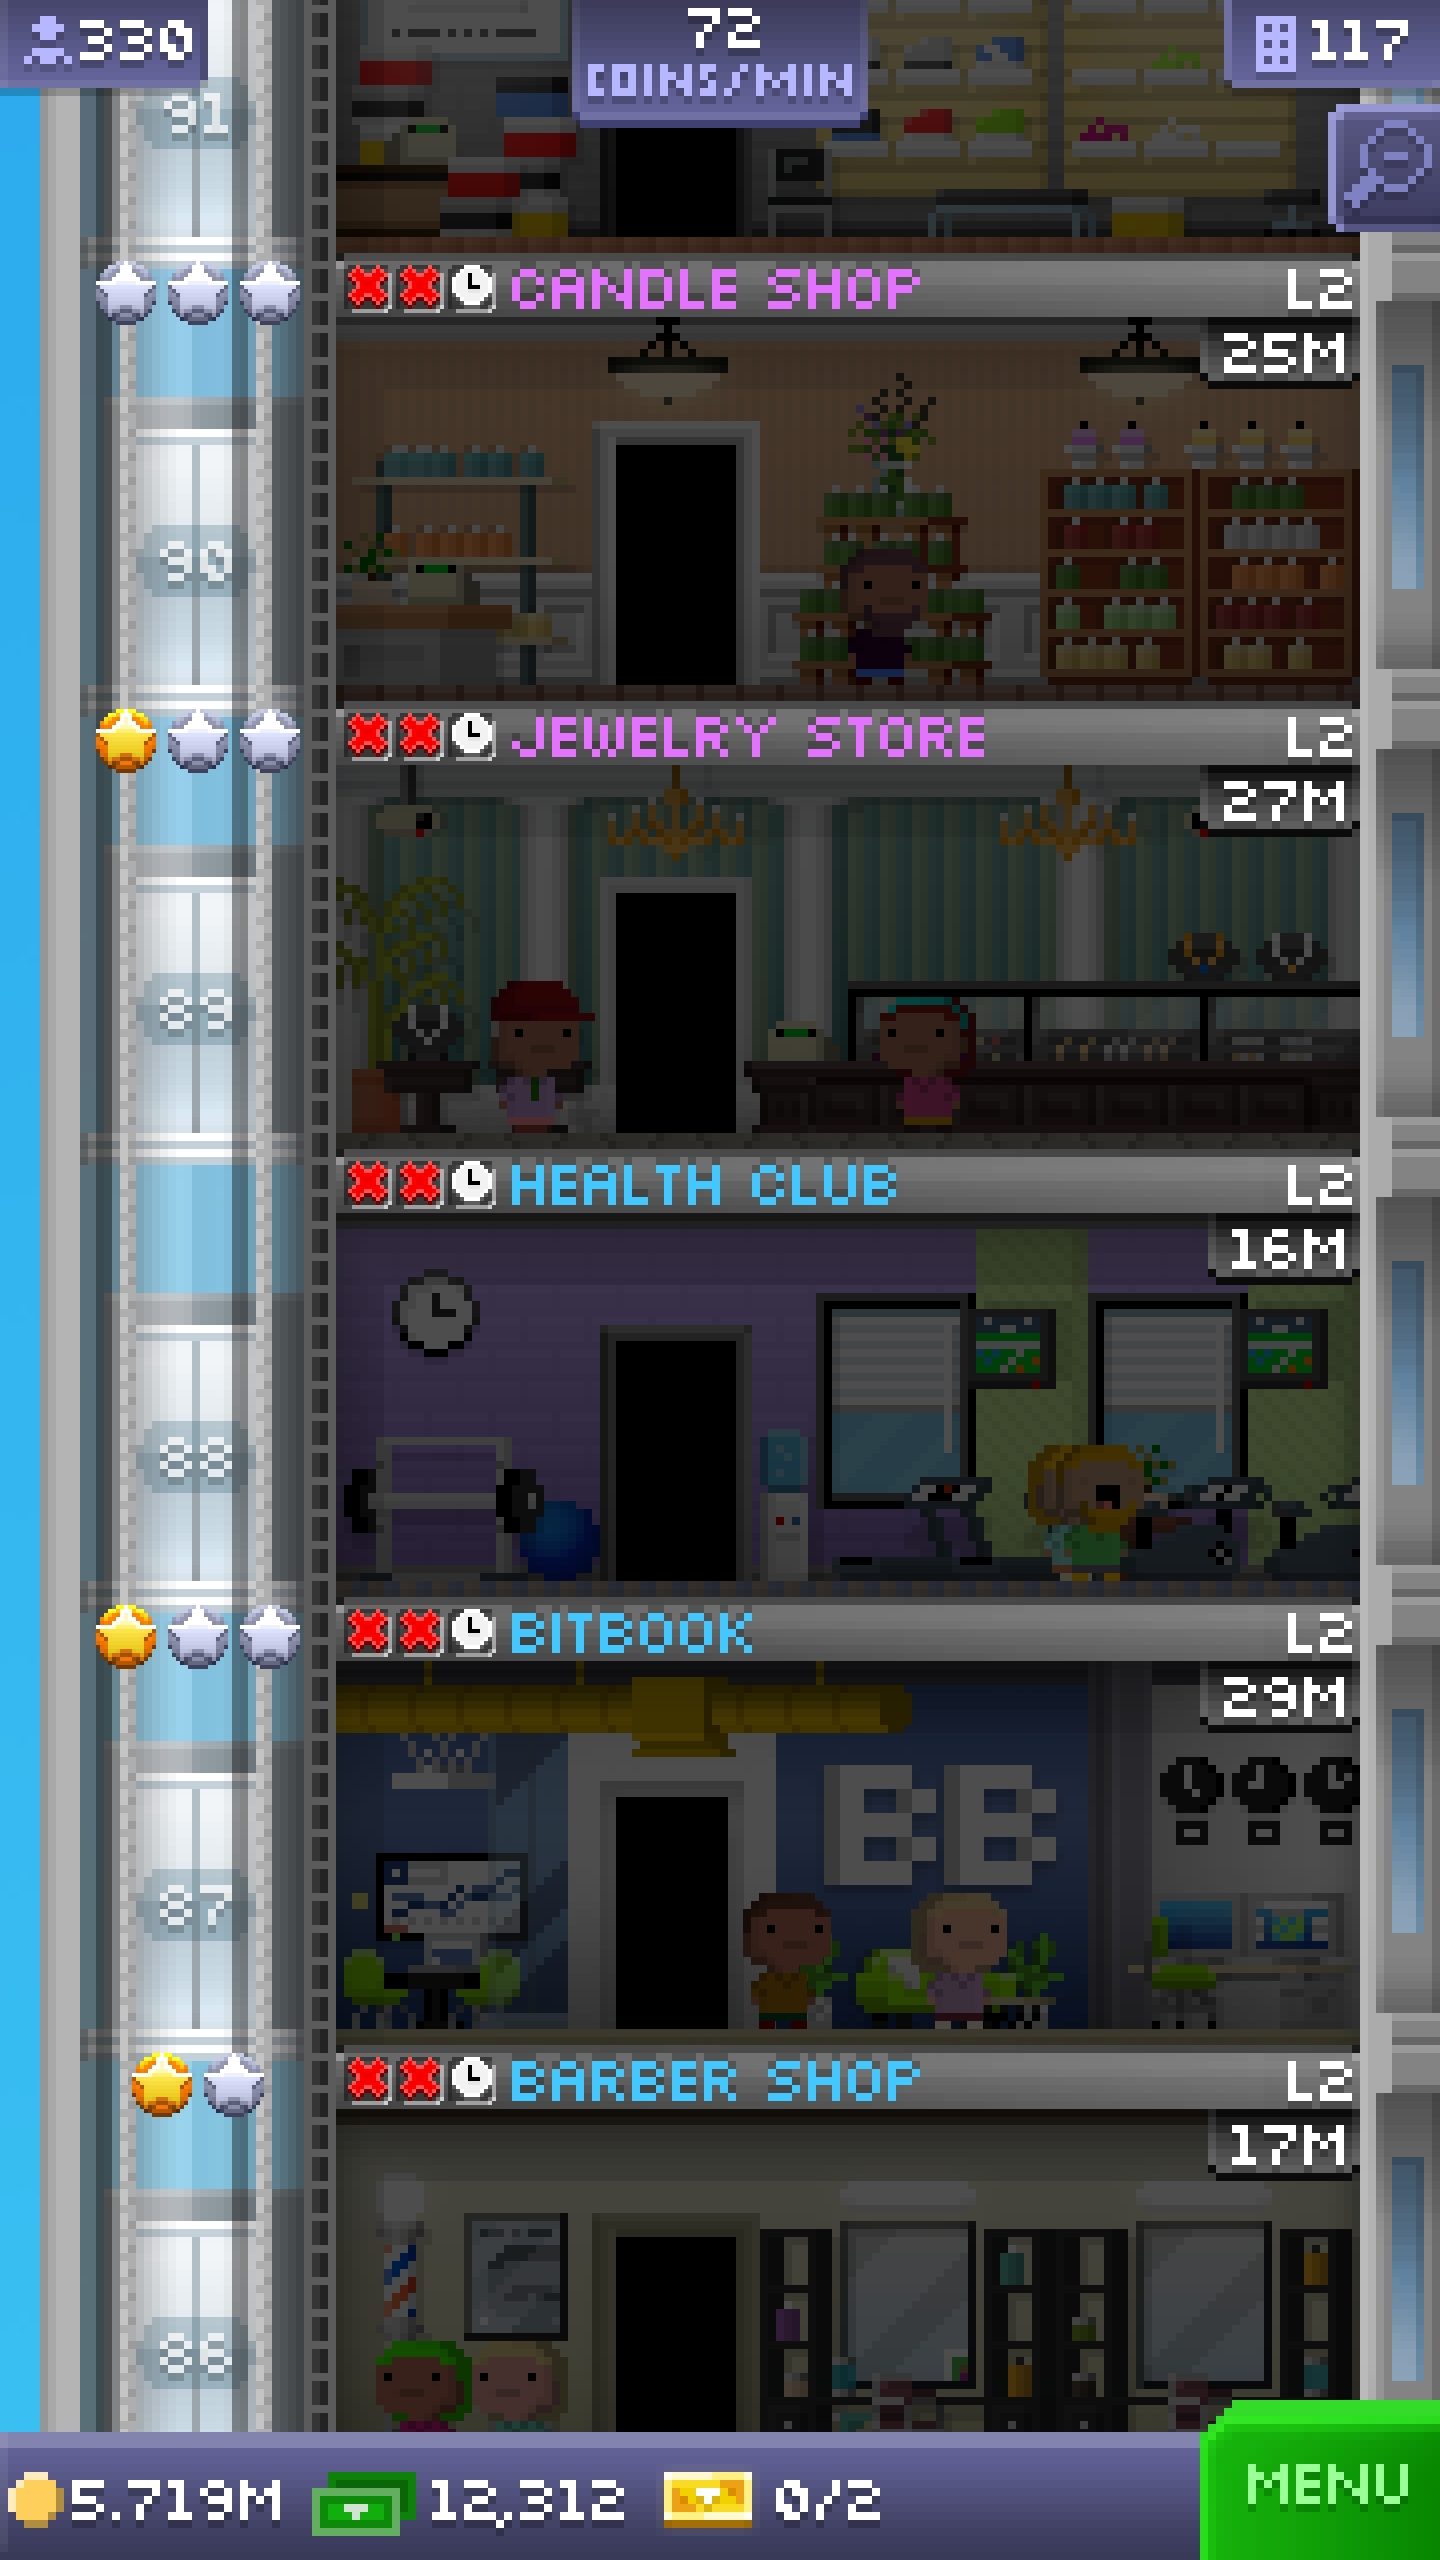 330
72
COINS/MIN
117
91
CANDLE SHOP L2
25M
90
JEWELRY STORE L2
27M
89
HEALTH CLUB L2
16M
88
BITBOOK L2
29M
BB
87
BARBER SHOP L2
17M
86
5.719M 12,312 0/2 MENU